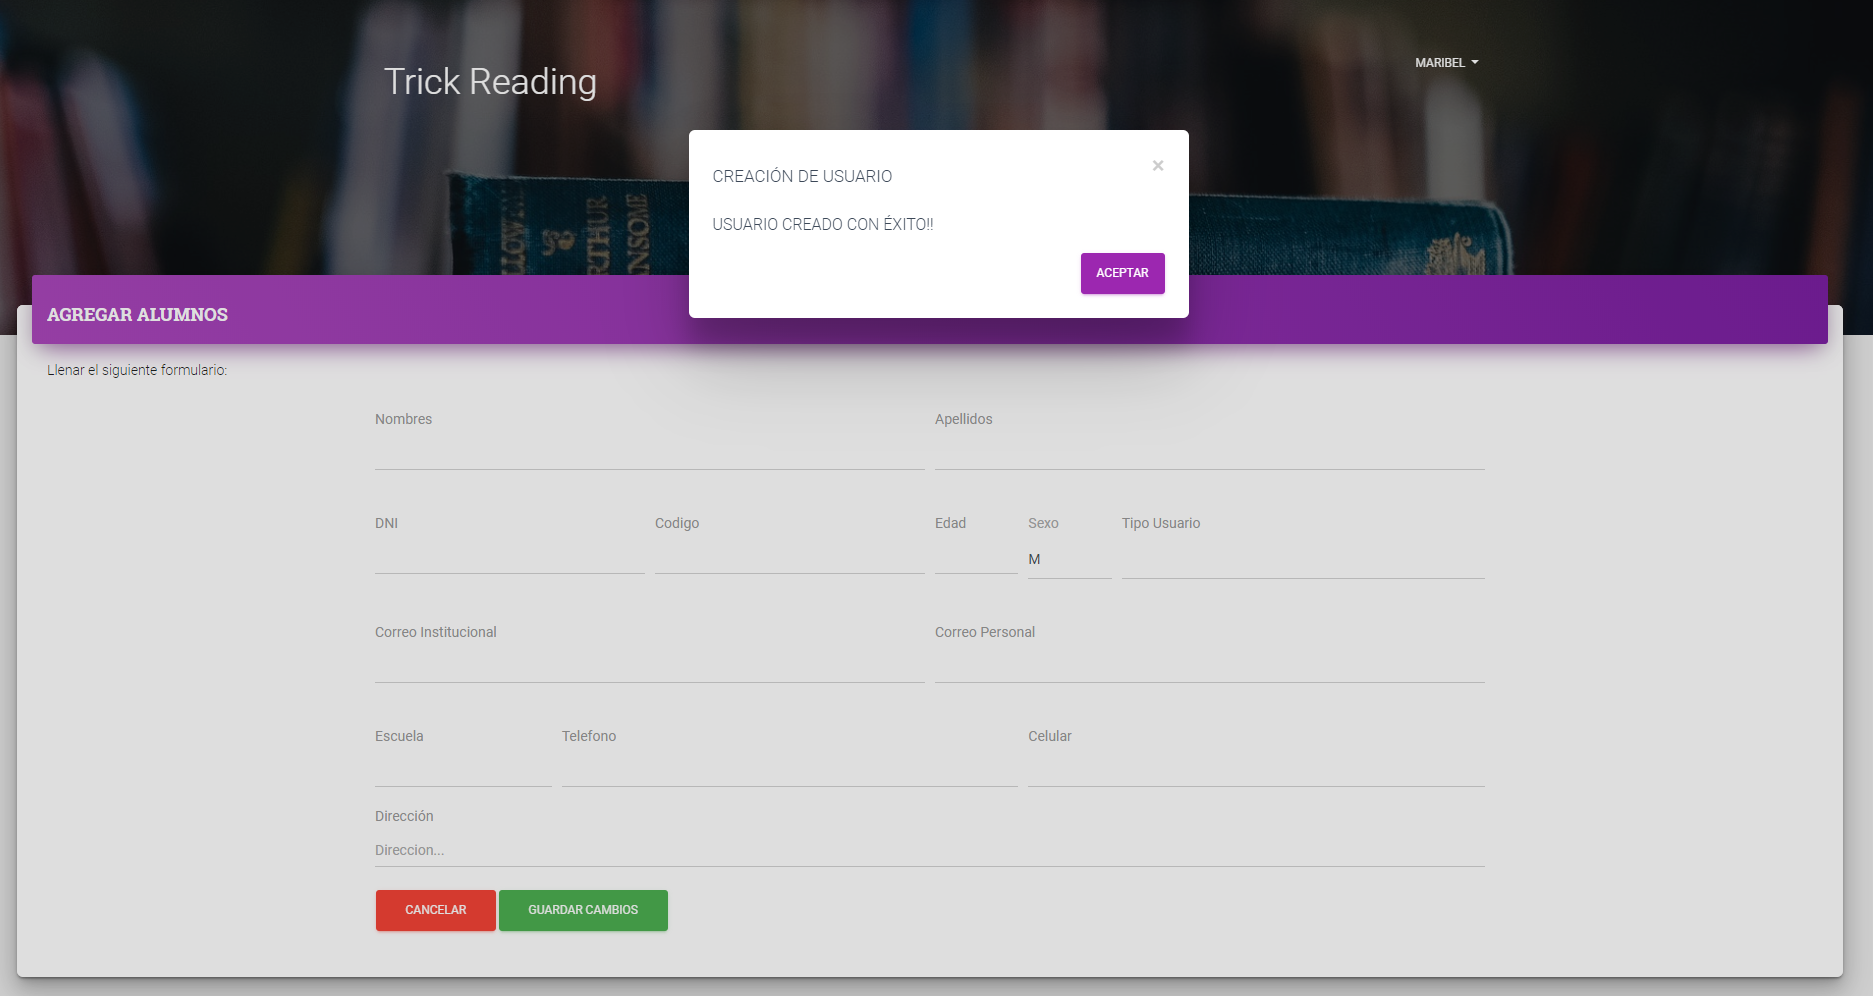 Trick Reading
MARIBEL
×
CREACIÓN DE USUARIO
USUARIO CREADO CON ÉXITO!!
ACEPTAR
ARTHUR
AGREGAR ALUMNOS
Llenar el siguiente formulario:
Nombres Apellidos
DNI Codigo Edad Sexo Tipo Usuario
M
Correo Institucional Correo Personal
Escuela Telefono Celular
Dirección
Direccion...
CANCELAR GUARDAR CAMBIOS